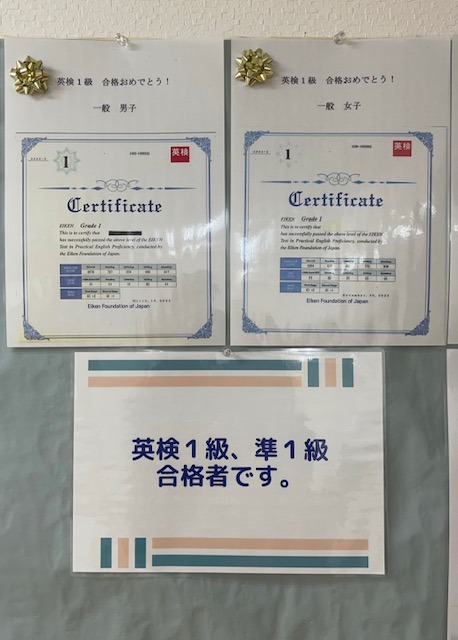 英検１級 合格おめでとう！
一般 男子
1
英検
Certificate
EIKEN Grade 1
This is to certify that
has successfully passed the above level of the EIKEN
Test in Practical English Proficiency, conducted by
the Eiken Foundation of Japan.
Eiken Foundation of Japan
英検１級 合格おめでとう！
一般 女子
1
英検
Certificate
EIKEN Grade 1
This is to certify that
has successfully passed the above level of the EIKEN
Test in Practical English Proficiency, conducted by
the Eiken Foundation of Japan.
Eiken Foundation of Japan
英検１級、準１級
合格者です。